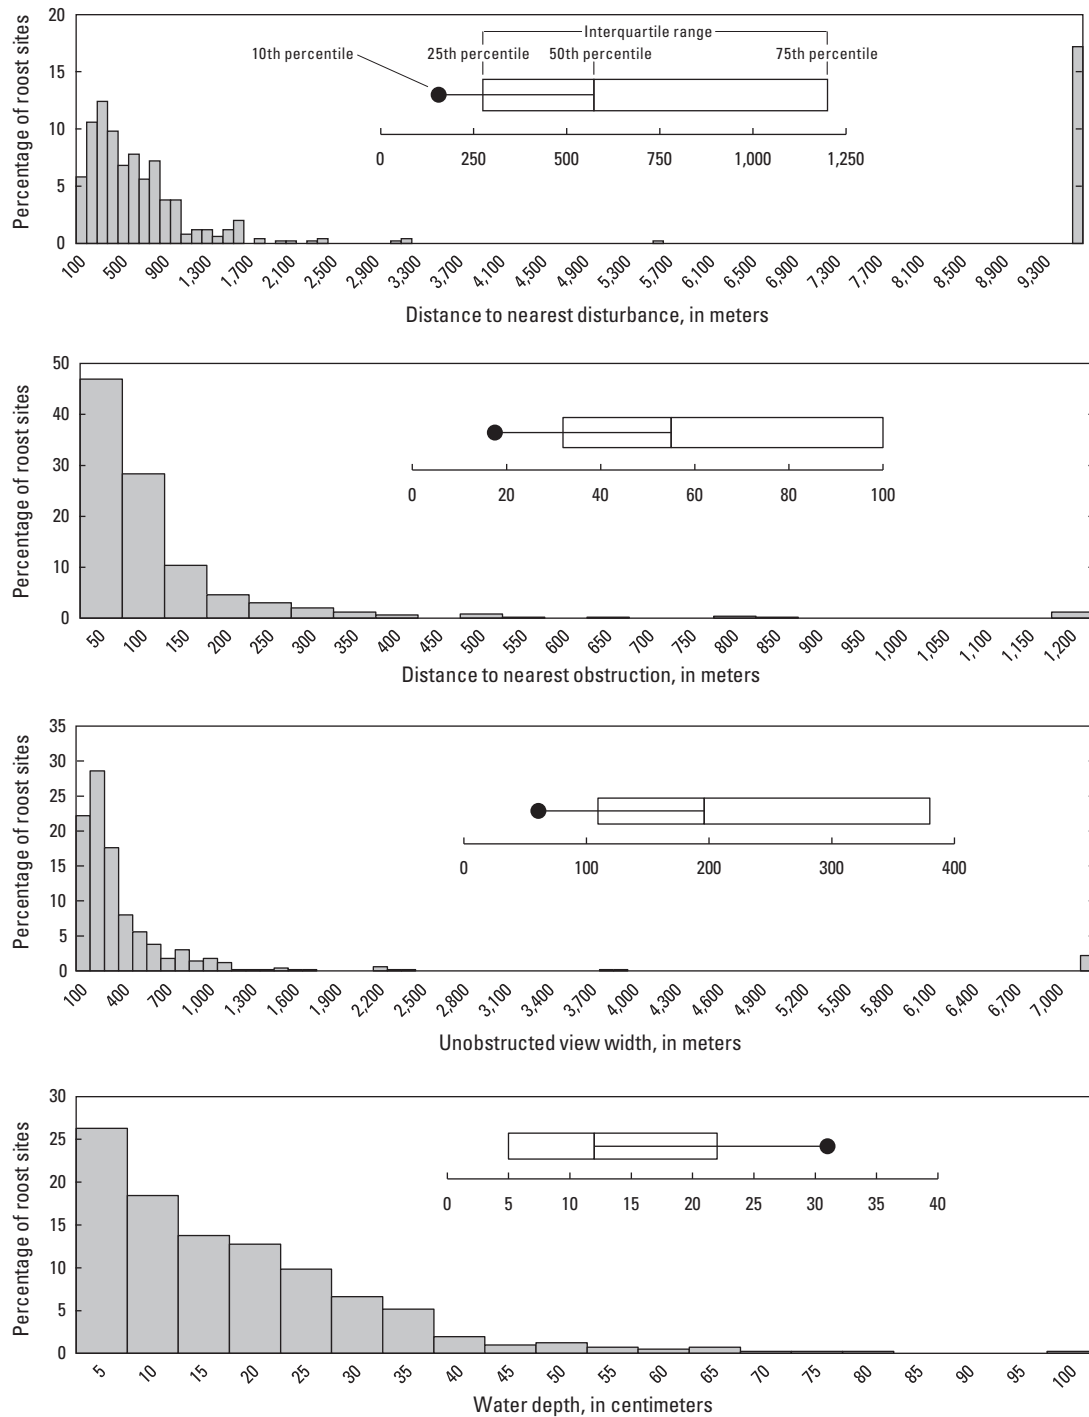 20
15
10
5
0
Percentage of roost sites
Interquartile range
10th percentile
25th percentile
50th percentile
75th percentile
0 250 500 750 1,000 1,250
100 500 900 1,300 1,700 2,100 2,500 2,900 3,300 3,700 4,100 4,500 4,900 5,300 5,700 6,100 6,500 6,900 7,300 7,700 8,100 8,500 8,900 9,300
Distance to nearest disturbance, in meters
50
40
30
20
10
0
Percentage of roost sites
0 20 40 60 80 100
50 100 150 200 250 300 350 400 450 500 550 600 650 700 750 800 850 900 950 1,000 1,050 1,100 1,150 1,200
Distance to nearest obstruction, in meters
35
30
25
20
15
10
5
0
Percentage of roost sites
0 100 200 300 400
100 400 700 1,000 1,300 1,600 1,900 2,200 2,500 2,800 3,100 3,400 3,700 4,000 4,300 4,600 4,900 5,200 5,500 5,800 6,100 6,400 6,700 7,000
Unobstructed view width, in meters
30
25
20
15
10
5
0
Percentage of roost sites
0 5 10 15 20 25 30 35 40
5 10 15 20 25 30 35 40 45 50 55 60 65 70 75 80 85 90 95 100
Water depth, in centimeters